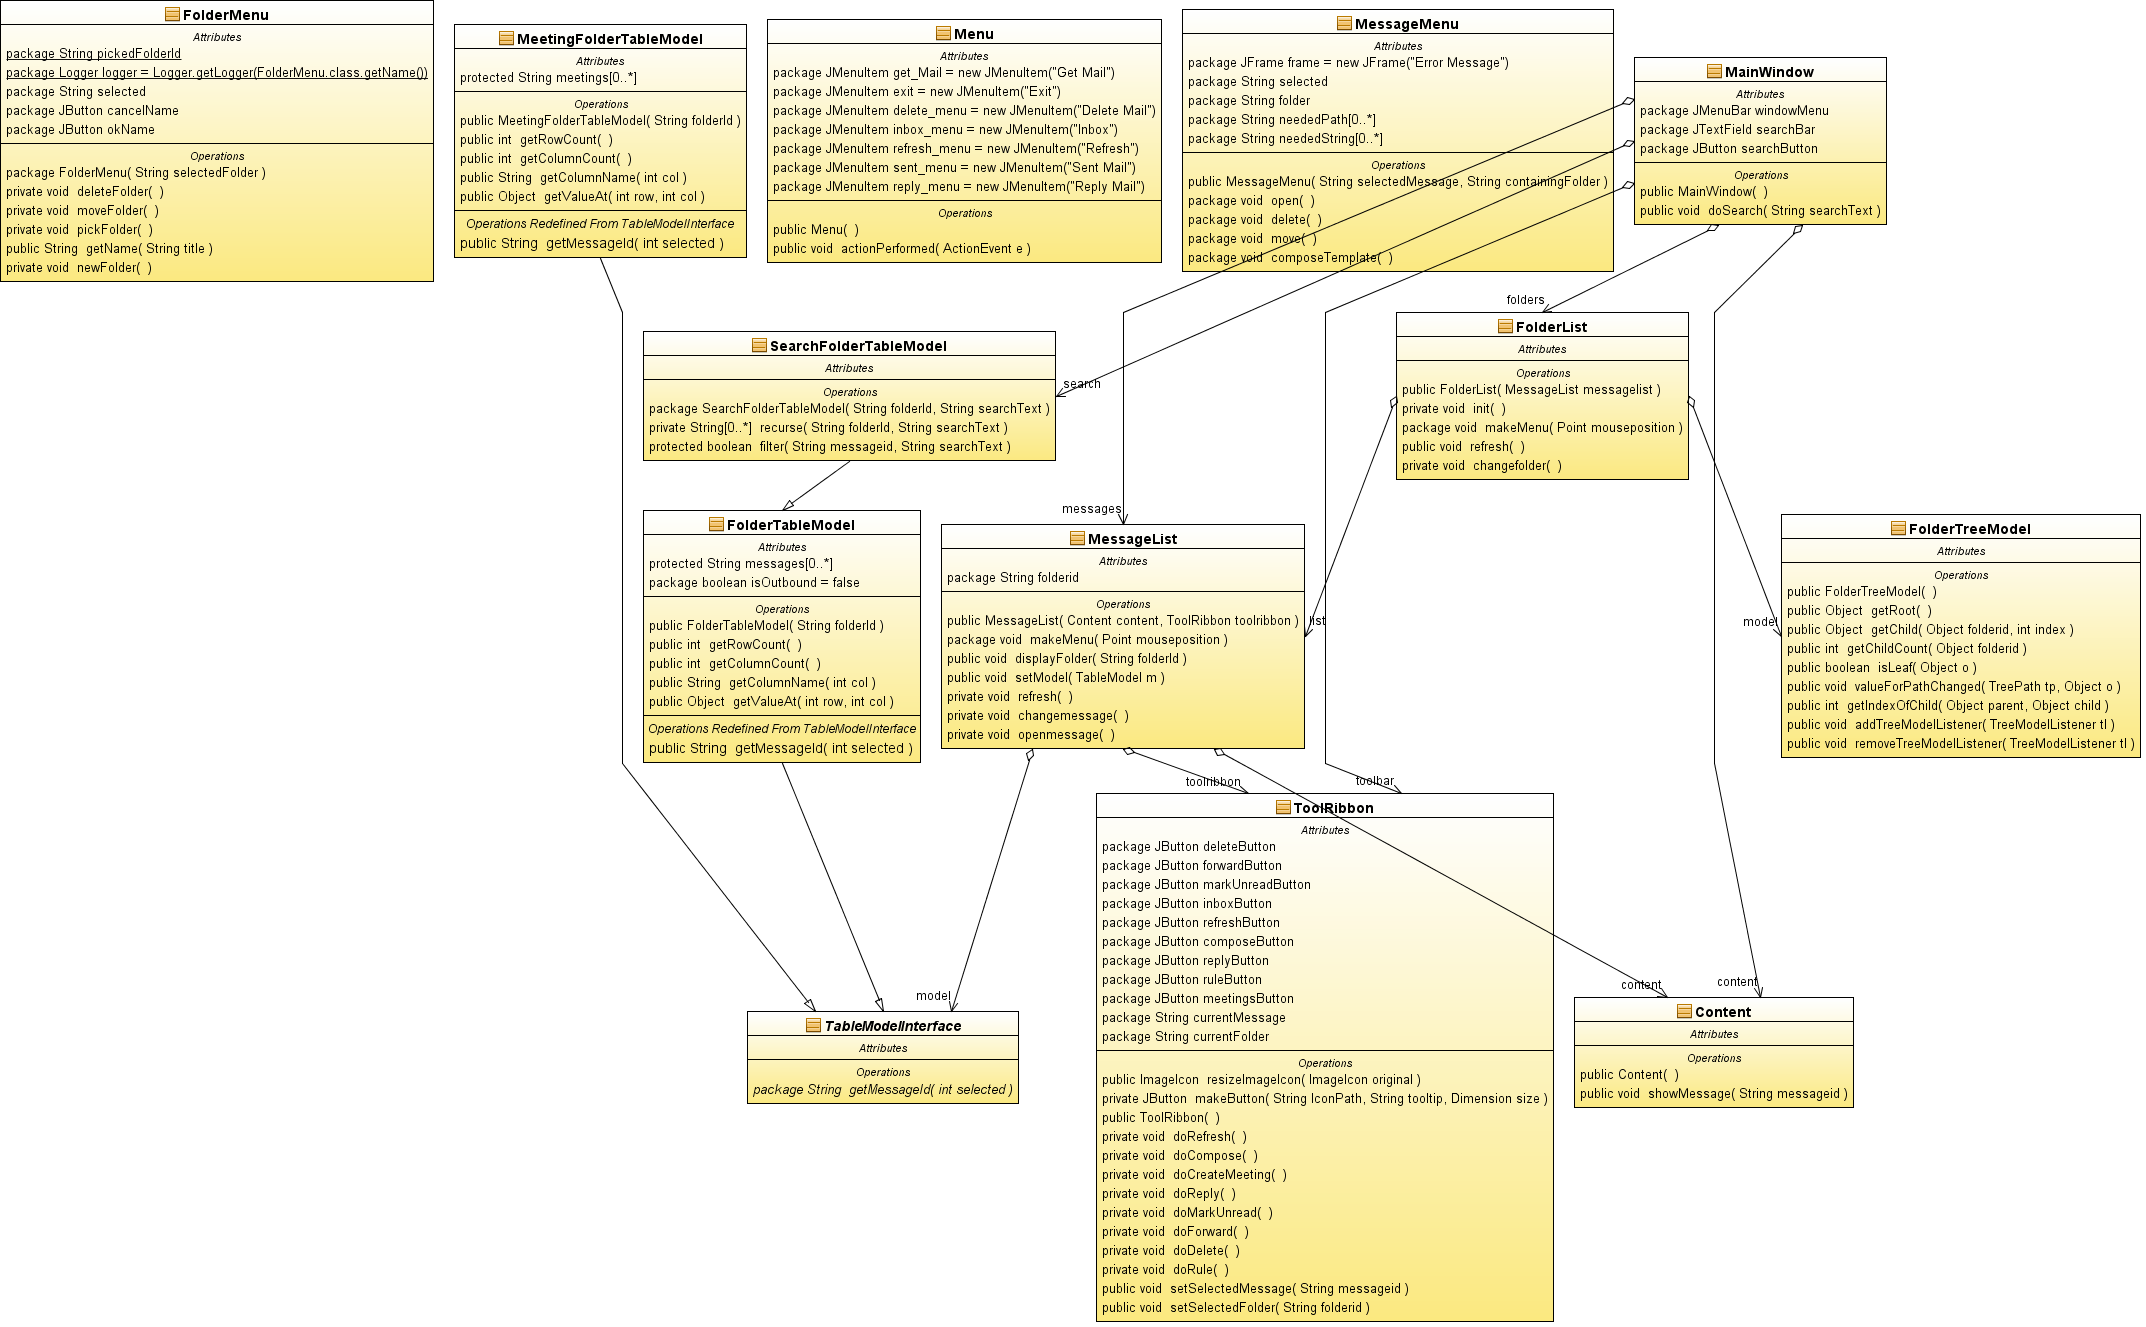 FolderMenu
Attributes
package String pickedFolderId
package Logger logger = Logger.getLogger(FolderMenu.class.getName())
package String selected
package JButton cancelName
package JButton okName
Operations
package FolderMenu( String selectedFolder )
private void deleteFolder( )
private void moveFolder( )
private void pickFolder( )
public String getName( String title )
private void newFolder( )
MeetingFolderTableModel
Attributes
protected String meetings[0..*]
Operations
public MeetingFolderTableModel( String folderId )
public int getRowCount( )
public int getColumnCount( )
public String getColumnName( int col )
public Object getValueAt( int row, int col )
Operations Redefined From TableModelInterface
public String getMessageId( int selected )
Menu
Attributes
package JMenuItem get_Mail = new JMenuItem("Get Mail")
package JMenuItem exit = new JMenuItem("Exit")
package JMenuItem delete_menu = new JMenuItem("Delete Mail")
package JMenuItem inbox_menu = new JMenuItem("Inbox")
package JMenuItem refresh_menu = new JMenuItem("Refresh")
package JMenuItem sent_menu = new JMenuItem("Sent Mail")
package JMenuItem reply_menu = new JMenuItem("Reply Mail")
Operations
public Menu( )
public void actionPerformed( ActionEvent e )
MessageMenu
Attributes
package JFrame frame = new JFrame("Error Message")
package String selected
package String folder
package String neededPath[0..*]
package String neededString[0..*]
Operations
public MessageMenu( String selectedMessage, String containingFolder )
package void open( )
package void delete( )
package void move( )
package void composeTemplate( )
MainWindow
Attributes
package JMenuBar windowMenu
package JTextField searchBar
package JButton searchButton
Operations
public MainWindow( )
public void doSearch( String searchText )
folders
FolderList
Attributes
Operations
public FolderList( MessageList messagelist )
private void init( )
package void makeMenu( Point mouseposition )
public void refresh( )
private void changefolder( )
SearchFolderTableModel
Attributes
Operations
package SearchFolderTableModel( String folderId, String searchText )
private String[0..*] recurse( String folderId, String searchText )
protected boolean filter( String messageid, String searchText )
search
messages
FolderTableModel
Attributes
protected String messages[0..*]
package boolean isOutbound = false
Operations
public FolderTableModel( String folderId )
public int getRowCount( )
public int getColumnCount( )
public String getColumnName( int col )
public Object getValueAt( int row, int col )
Operations Redefined From TableModelInterface
public String getMessageId( int selected )
MessageList
Attributes
package String folderid
Operations
public MessageList( Content content, ToolRibbon toolribbon )
package void makeMenu( Point mouseposition )
public void displayFolder( String folderId )
public void setModel( TableModel m )
private void refresh( )
private void changemessage( )
private void openmessage( )
list
model
FolderTreeModel
Attributes
Operations
public FolderTreeModel( )
public Object getRoot( )
public Object getChild( Object folderid, int index )
public int getChildCount( Object folderid )
public boolean isLeaf( Object o )
public void valueForPathChanged( TreePath tp, Object o )
public int getIndexOfChild( Object parent, Object child )
public void addTreeModelListener( TreeModelListener tl )
public void removeTreeModelListener( TreeModelListener tl )
toolribbon
toolbar
ToolRibbon
Attributes
package JButton deleteButton
package JButton forwardButton
package JButton markUnreadButton
package JButton inboxButton
package JButton refreshButton
package JButton composeButton
package JButton replyButton
package JButton ruleButton
package JButton meetingsButton
package String currentMessage
package String currentFolder
Operations
public ImageIcon resizeImageIcon( ImageIcon original )
private JButton makeButton( String IconPath, String tooltip, Dimension size )
public ToolRibbon( )
private void doRefresh( )
private void doCompose( )
private void doCreateMeeting( )
private void doReply( )
private void doMarkUnread( )
private void doForward( )
private void doDelete( )
private void doRule( )
public void setSelectedMessage( String messageid )
public void setSelectedFolder( String folderid )
model
TableModelInterface
Attributes
Operations
package String getMessageId( int selected )
content
content
Content
Attributes
Operations
public Content( )
public void showMessage( String messageid )